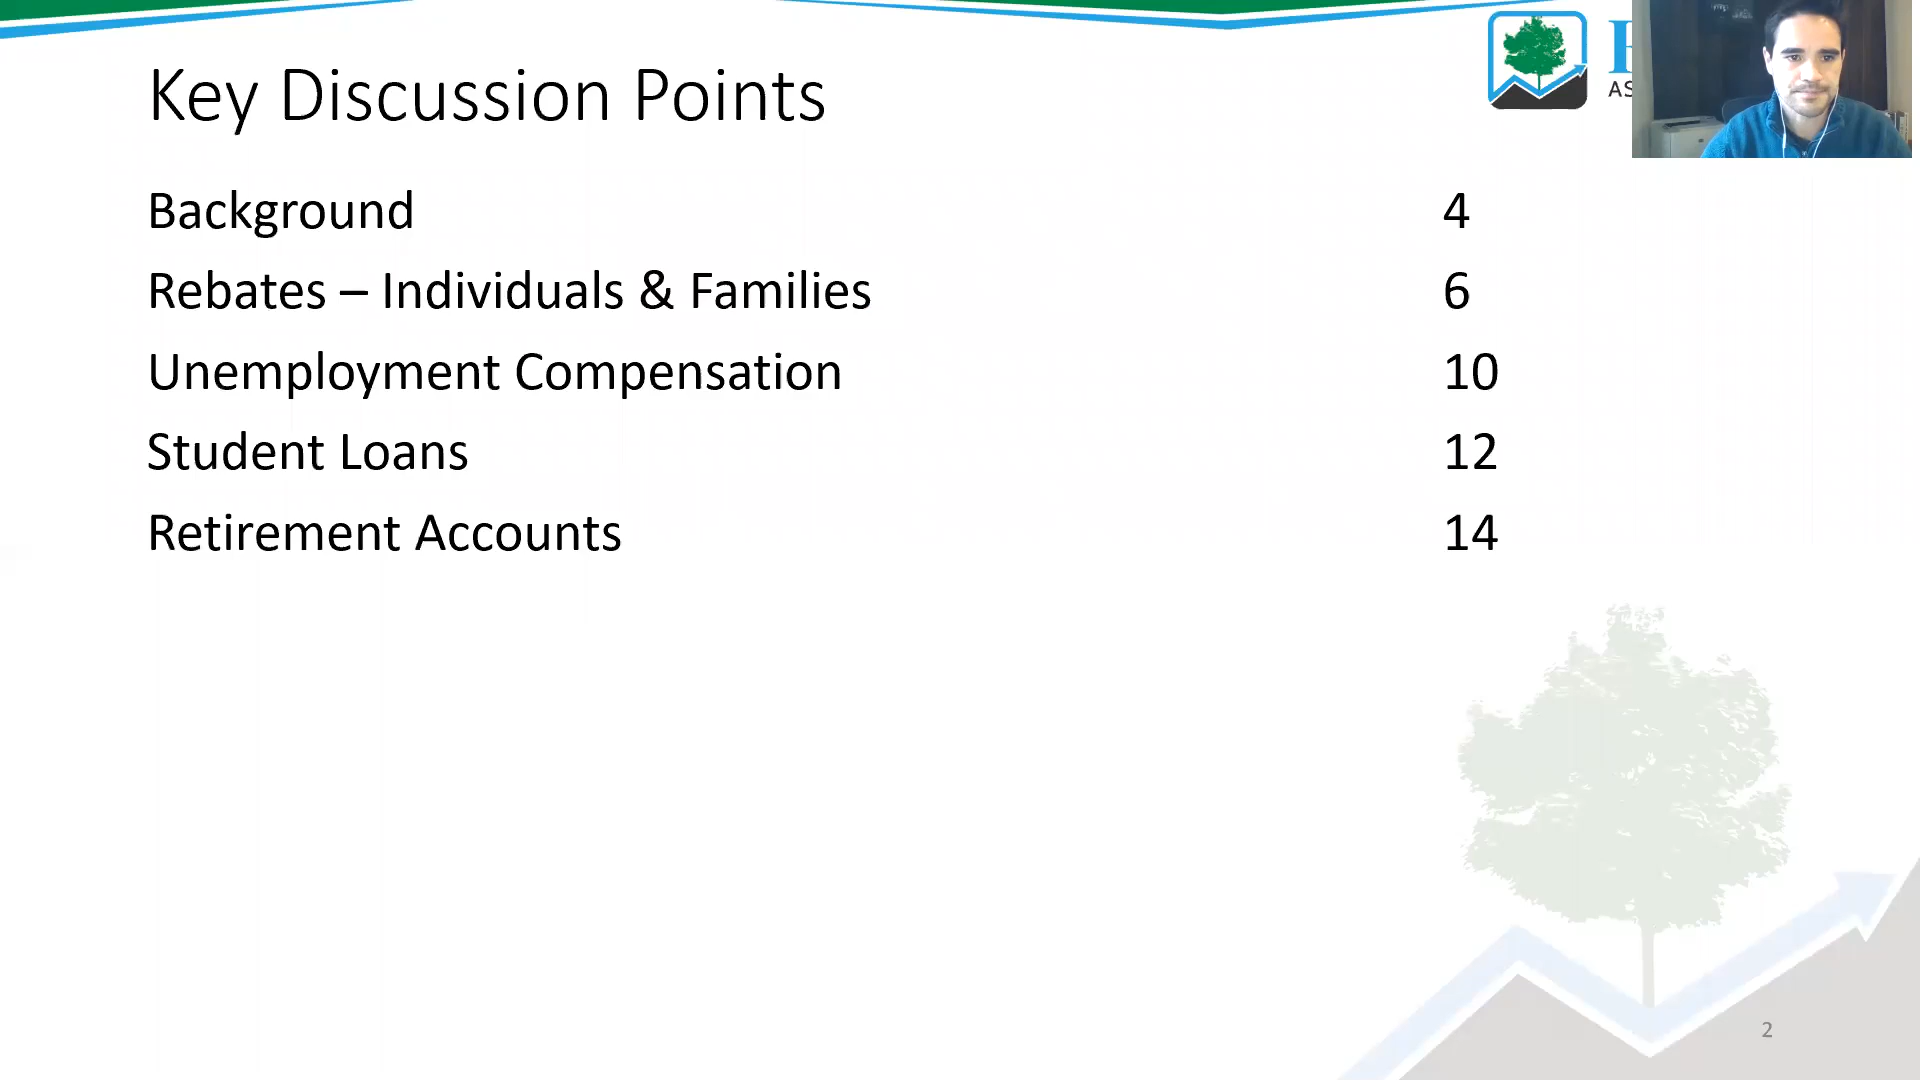 Key Discussion Points
Background 4
Rebates – Individuals & Families 6
Unemployment Compensation 10
Student Loans 12
Retirement Accounts 14
2